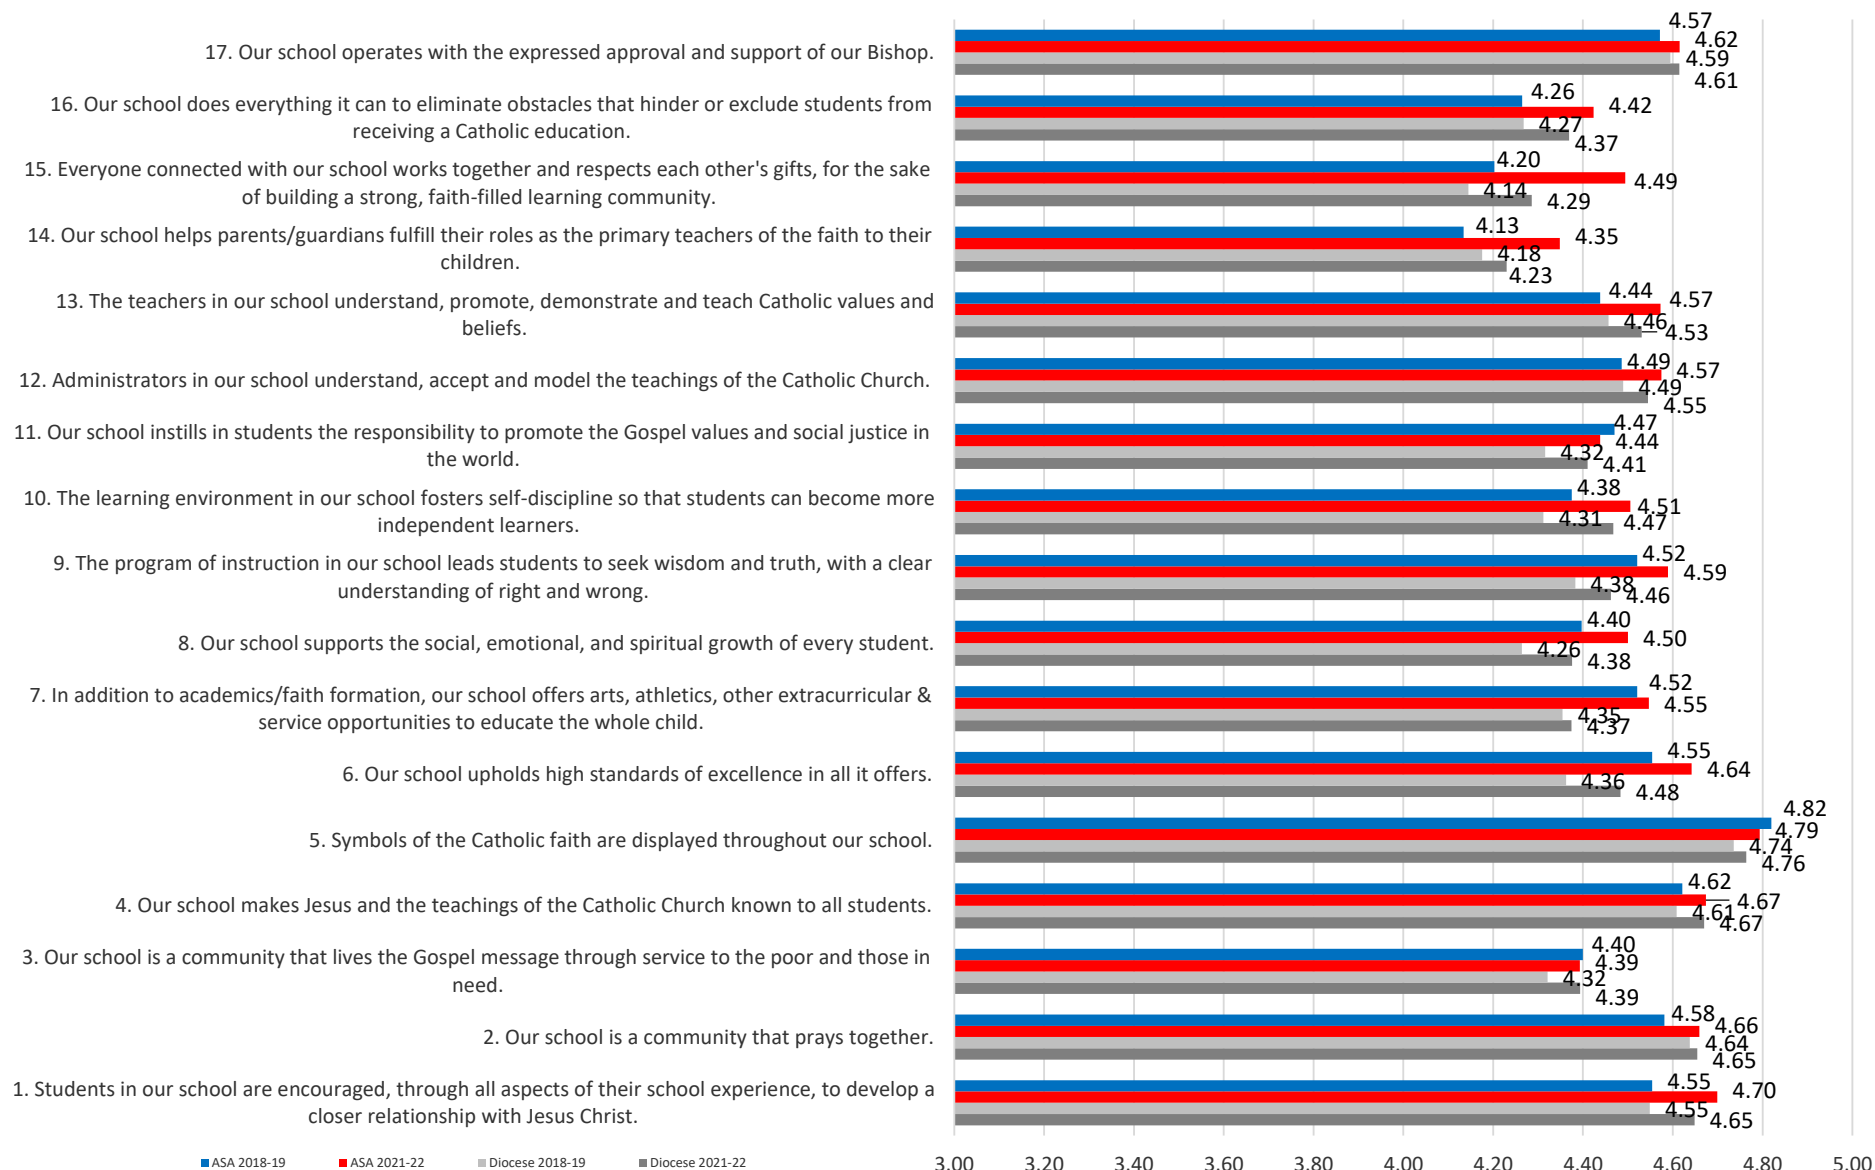 17. Our school operates with the expressed approval and support of our Bishop.
4.57
4.62
4.59
4.61
16. Our school does everything it can to eliminate obstacles that hinder or exclude students from
receiving a Catholic education.
4.26
4.42
4.27
4.37
15. Everyone connected with our school works together and respects each other's gifts, for the sake
of building a strong, faith-filled learning community.
4.20
4.49
4.14
4.29
14. Our school helps parents/guardians fulfill their roles as the primary teachers of the faith to their
children.
4.13
4.35
4.18
4.23
13. The teachers in our school understand, promote, demonstrate and teach Catholic values and
beliefs.
4.44
4.57
4.46
4.53
12. Administrators in our school understand, accept and model the teachings of the Catholic Church.
4.49
4.57
4.49
4.55
11. Our school instills in students the responsibility to promote the Gospel values and social justice in
the world.
4.47
4.44
4.32
4.41
10. The learning environment in our school fosters self-discipline so that students can become more
independent learners.
4.38
4.51
4.31
4.47
9. The program of instruction in our school leads students to seek wisdom and truth, with a clear
understanding of right and wrong.
4.52
4.59
4.38
4.46
8. Our school supports the social, emotional, and spiritual growth of every student.
4.40
4.50
4.26
4.38
7. In addition to academics/faith formation, our school offers arts, athletics, other extracurricular &
service opportunities to educate the whole child.
4.52
4.55
4.35
4.37
6. Our school upholds high standards of excellence in all it offers.
4.55
4.64
4.36
4.48
5. Symbols of the Catholic faith are displayed throughout our school.
4.82
4.79
4.74
4.76
4. Our school makes Jesus and the teachings of the Catholic Church known to all students.
4.62
4.67
4.61
4.67
3. Our school is a community that lives the Gospel message through service to the poor and those in
need.
4.40
4.39
4.32
4.39
2. Our school is a community that prays together.
4.58
4.66
4.64
4.65
1. Students in our school are encouraged, through all aspects of their school experience, to develop a
closer relationship with Jesus Christ.
4.55
4.70
4.55
4.65
3.00 3.20 3.40 3.60 3.80 4.00 4.20 4.40 4.60 4.80 5.00
ASA 2018-19 ASA 2021-22 Diocese 2018-19 Diocese 2021-22